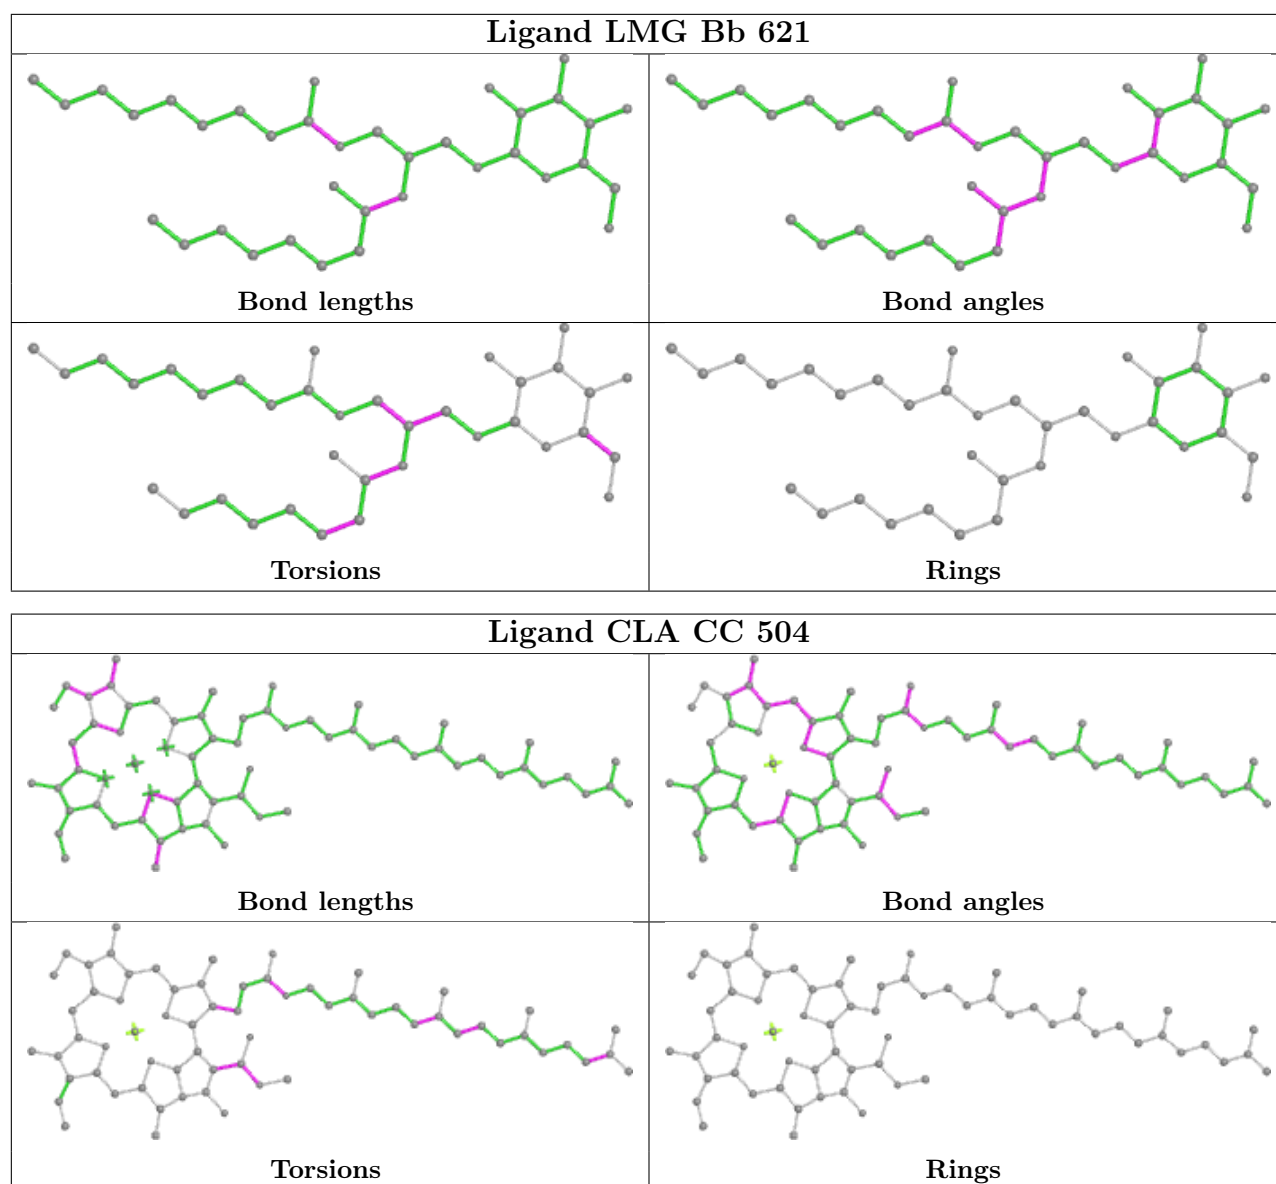 Ligand LMG Bb 621
Bond lengths
Bond angles
Torsions
Rings
Ligand CLA CC 504
Bond lengths
Bond angles
Torsions
Rings